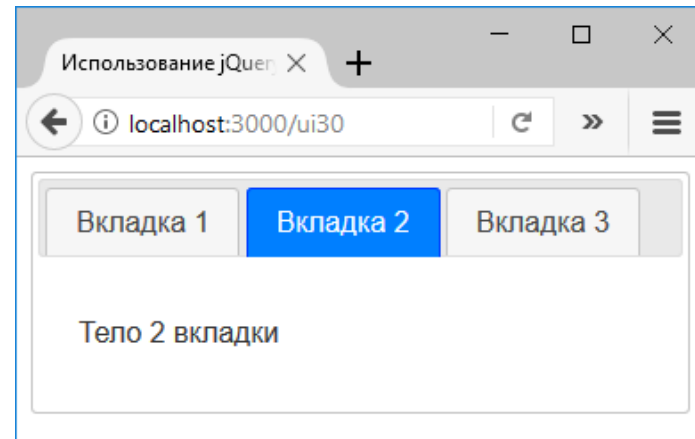 Использование jQuer
localhost:3000/ui30
Вкладка 1 Вкладка 2 Вкладка 3
Тело 2 вкладки